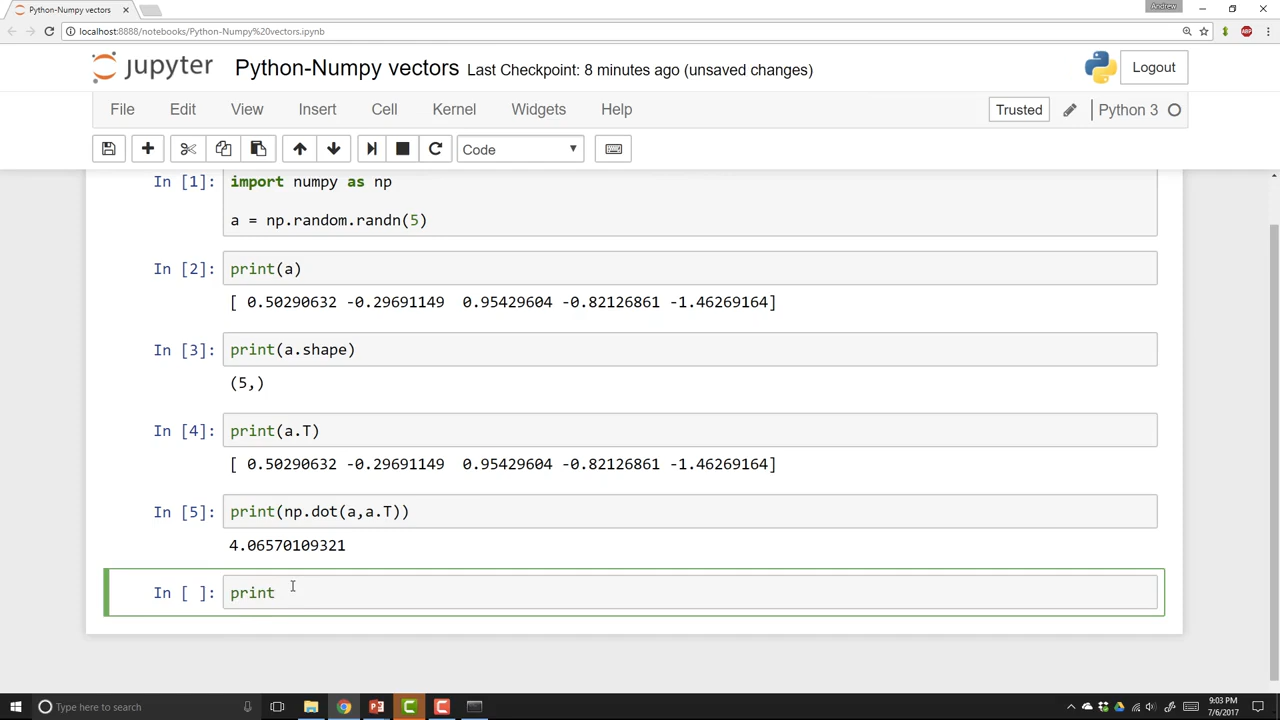 Python-Numpy vectors
Andrew
localhost:8888/notebooks/Python-Numpy%20vectors.ipynb
ABP
jupyter Python-Numpy vectors Last Checkpoint: 8 minutes ago (unsaved changes)
Logout
File Edit View Insert Cell Kernel Widgets Help
Trusted Python 3
Code
In [1]: import numpy as np
a = np.random.randn(5)
In [2]: print(a)
[ 0.50290632 -0.29691149  0.95429604 -0.82126861 -1.46269164]
In [3]: print(a.shape)
(5,)
In [4]: print(a.T)
[ 0.50290632 -0.29691149  0.95429604 -0.82126861 -1.46269164]
In [5]: print(np.dot(a,a.T))
4.06570109321
In [ ]: print
Type here to search
9:03 PM
7/6/2017